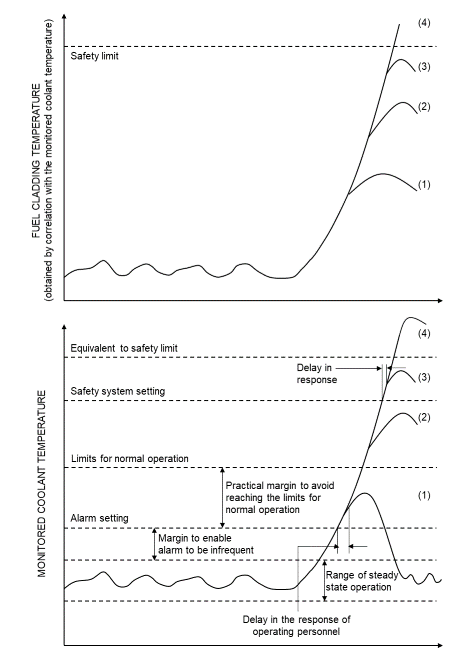 FUEL CLADDING TEMPERATURE
(obtained by correlation with the monitored coolant temperature)
(4)
Safety limit
(3)
(2)
(1)
MONITORED COOLANT TEMPERATURE
(4)
Equivalent to safety limit
Delay in
response
(3)
Safety system setting
(2)
Limits for normal operation
Practical margin to avoid
reaching the limits for
normal operation
(1)
Alarm setting
Margin to enable
alarm to be infrequent
Range of steady
state operation
Delay in the response of
operating personnel